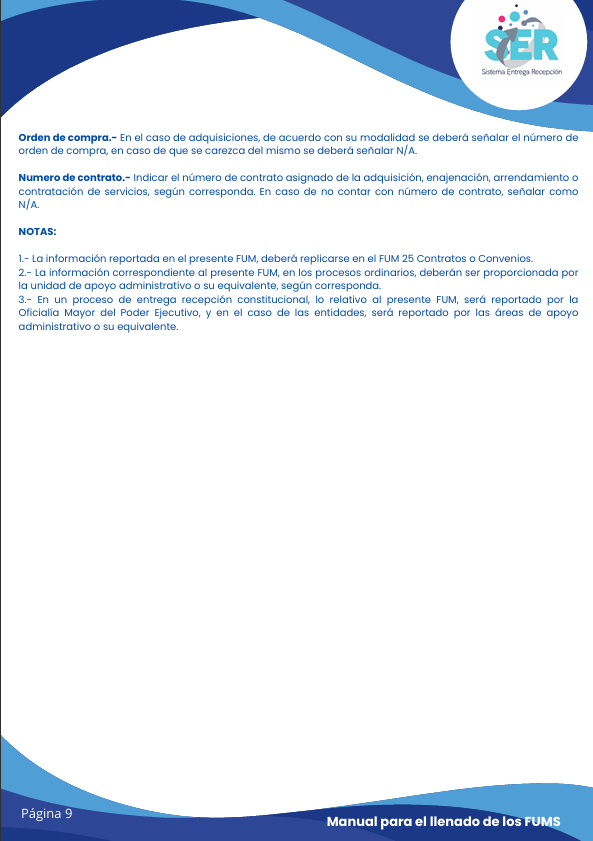 SER
Sistema Entrega Recepción
Orden de compra.- En el caso de adquisiciones, de acuerdo con su modalidad se deberá señalar el número de
orden de compra, en caso de que se carezca del mismo se deberá señalar N/A.
Numero de contrato.- Indicar el número de contrato asignado de la adquisición, enajenación, arrendamiento o
contratación de servicios, según corresponda. En caso de no contar con número de contrato, señalar como
N/A.
NOTAS:
1.- La información reportada en el presente FUM, deberá replicarse en el FUM 25 Contratos o Convenios.
2.- La información correspondiente al presente FUM, en los procesos ordinarios, deberán ser proporcionada por
la unidad de apoyo administrativo o su equivalente, según corresponda.
3.- En un proceso de entrega recepción constitucional, lo relativo al presente FUM, será reportado por la
Oficialía Mayor del Poder Ejecutivo, y en el caso de las entidades, será reportado por las áreas de apoyo
administrativo o su equivalente.
Página 9
Manual para el llenado de los FUMS